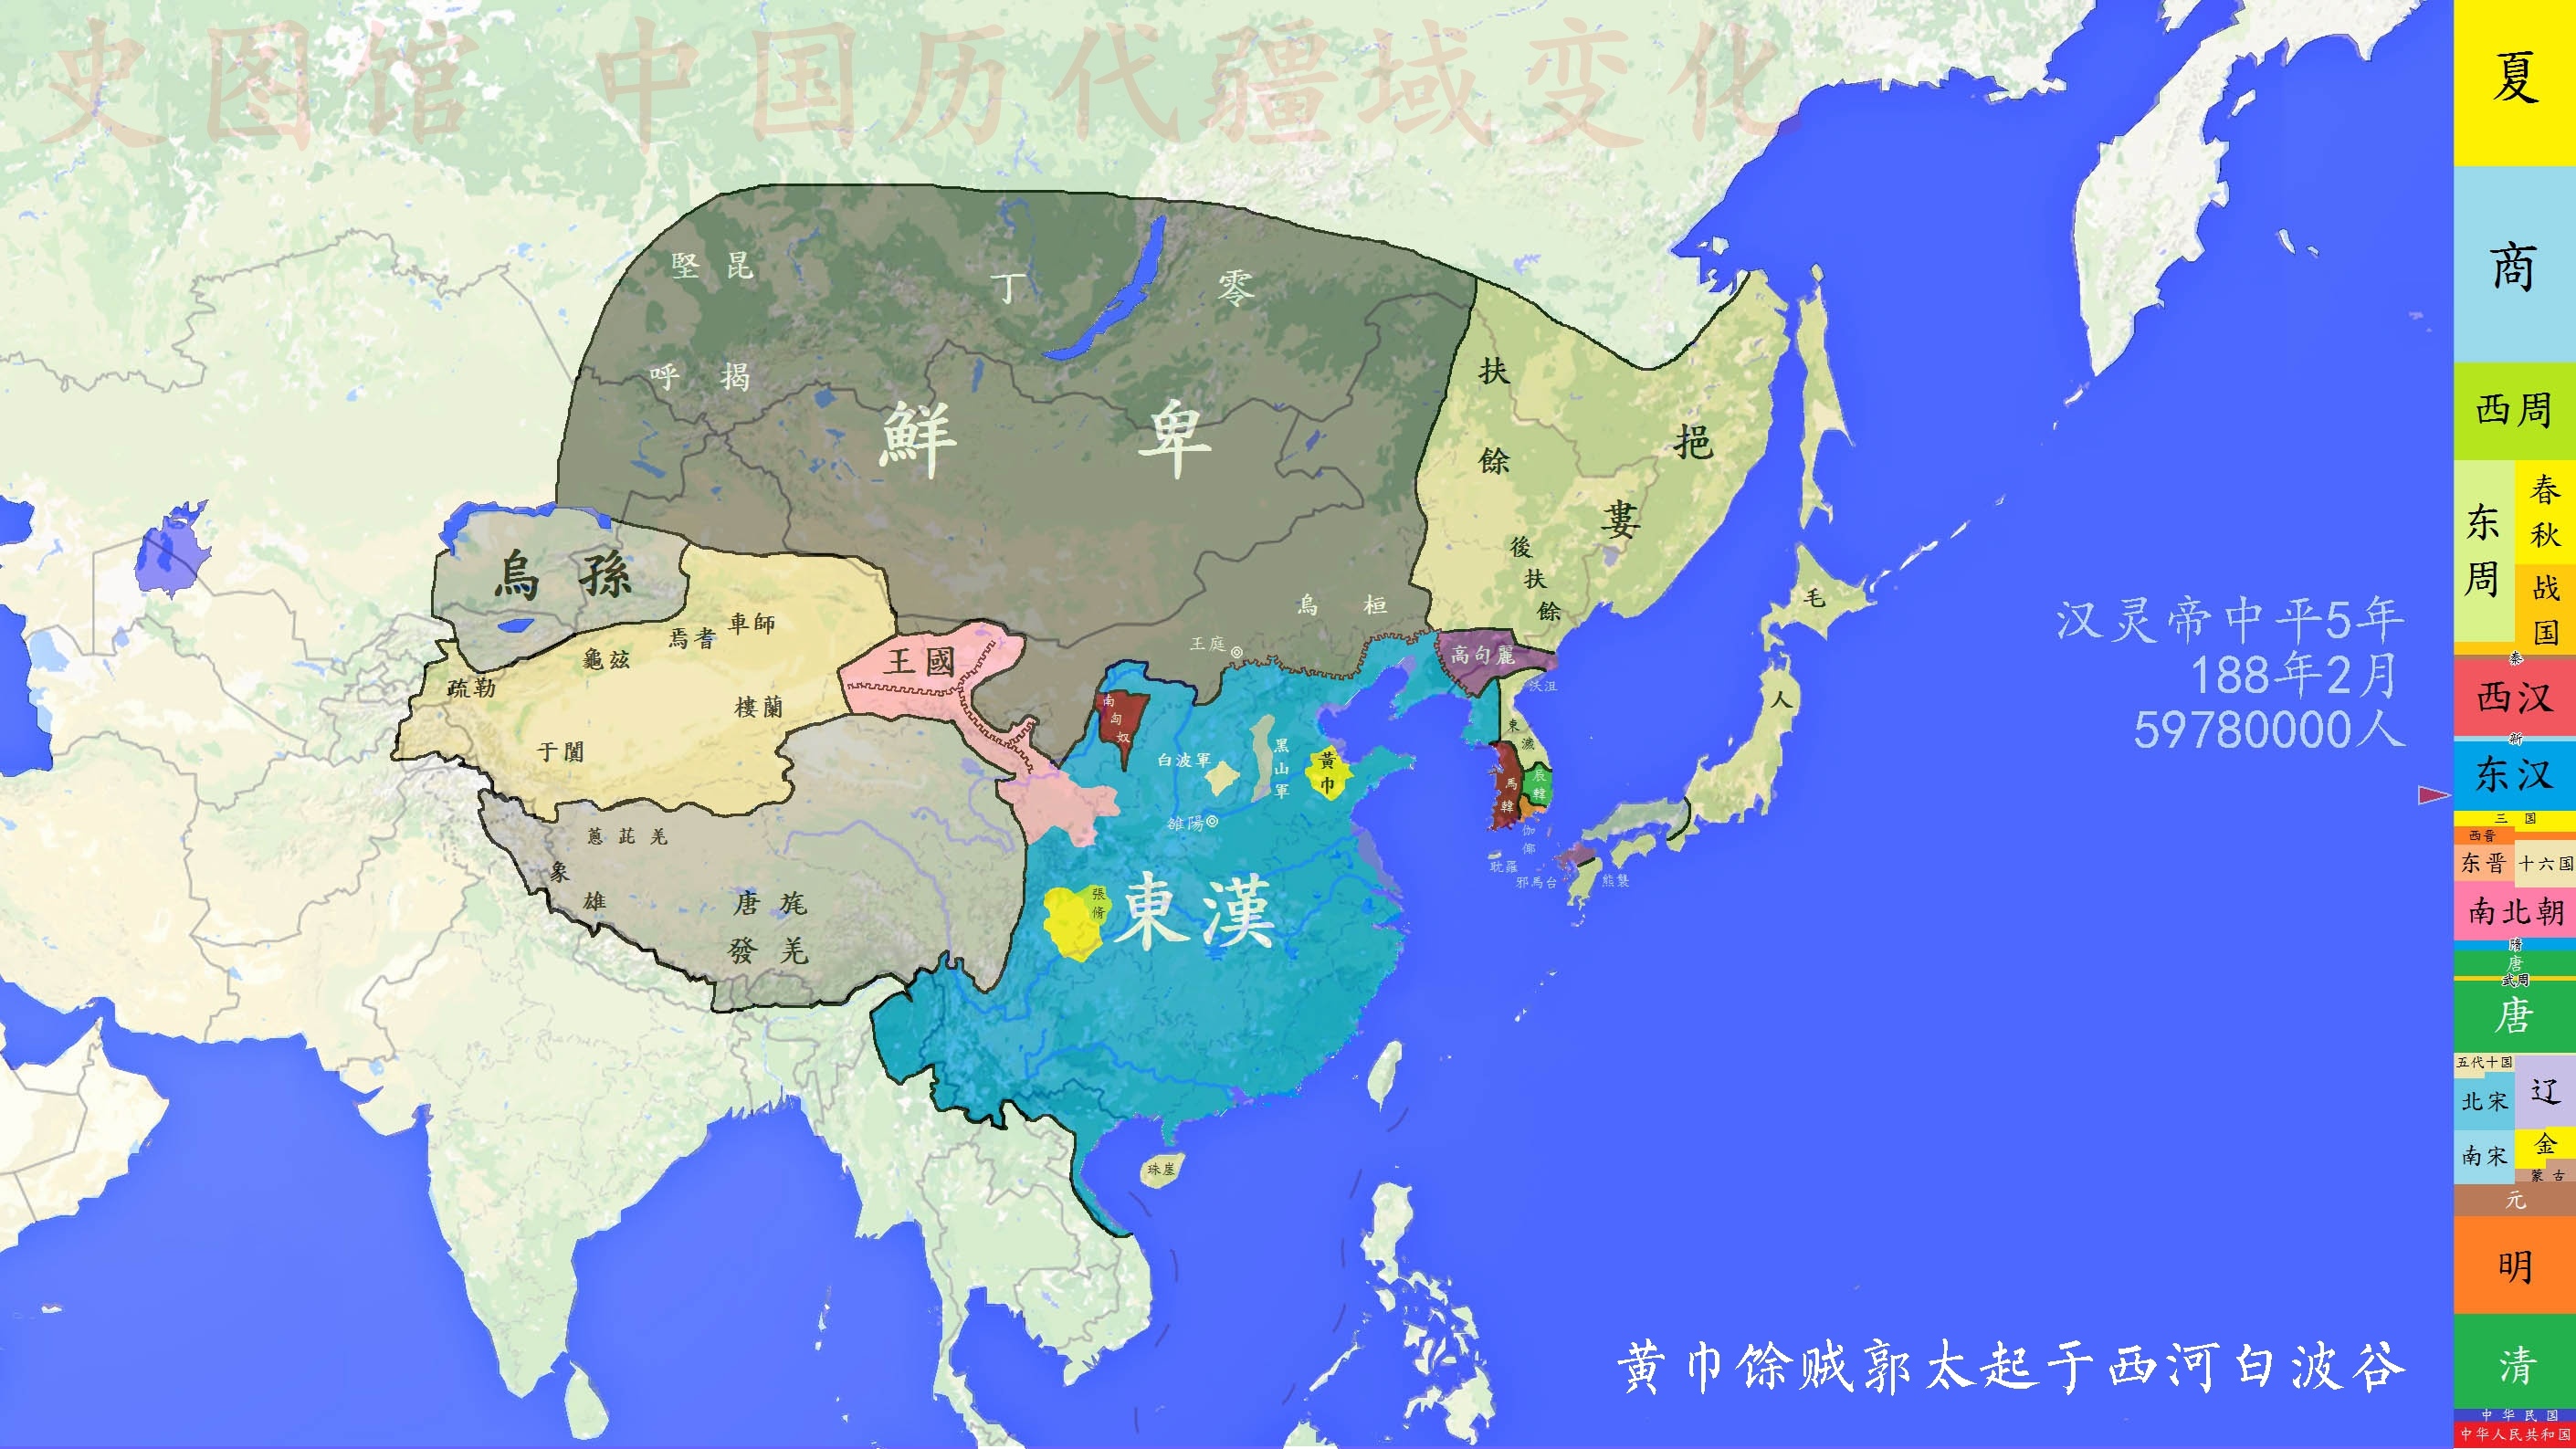 史图馆 中国历代疆域变化
堅昆
丁零
呼揭
鮮卑
扶餘
挹婁
後扶餘
烏孫
烏桓
王庭
車師
焉耆
龜兹
疏勒
樓蘭
于闐
王國
高句麗
沃沮
東濊
南匈奴
白波軍
黑山軍
黃巾
馬韓
辰韓
伽倻
耽羅
邪馬台
熊襲
毛人
雒陽
蔥茈羌
象雄
唐旄
發羌
張脩
東漢
珠崖
汉灵帝中平5年
188年2月
59780000人
黄巾馀贼郭太起于西河白波谷
夏
商
西周
东周
春秋
战国
秦
西汉
新
东汉
三国
西晋
东晋
十六国
南北朝
隋
唐
武周
唐
五代十国
辽
北宋
金
南宋
蒙古
元
明
清
中华民国
中华人民共和国